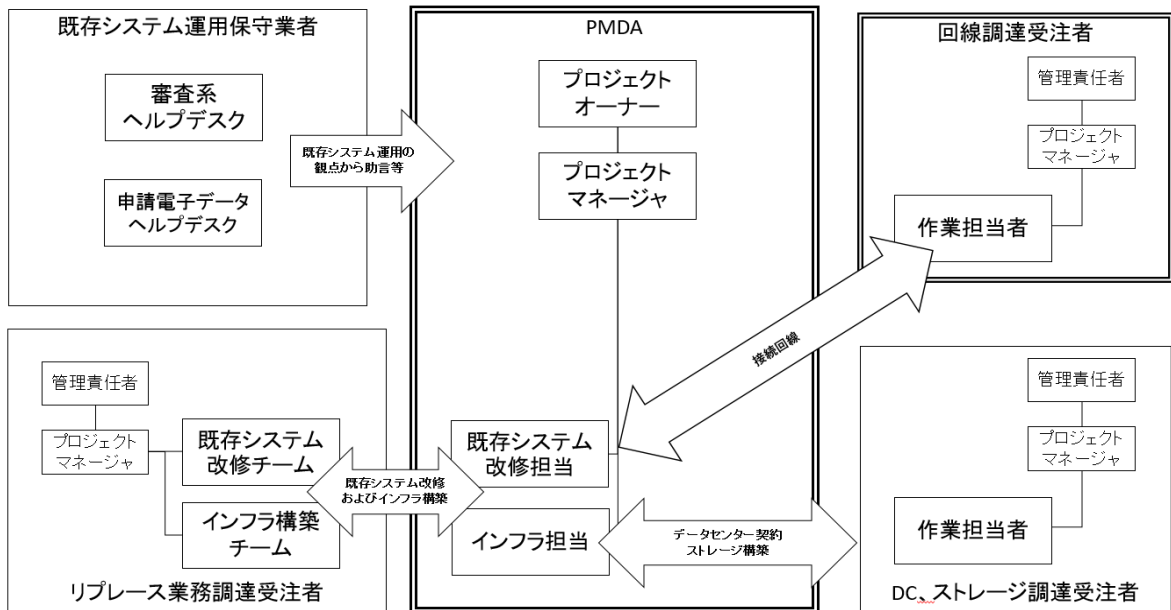 既存システム運用保守業者
審査系
ヘルプデスク
申請電子データ
ヘルプデスク
既存システム運用の
観点から助言等
PMDA
プロジェクト
オーナー
プロジェクト
マネージャ
回線調達受注者
管理責任者
プロジェクト
マネージャ
作業担当者
接続回線
管理責任者
プロジェクト
マネージャ
既存システム
改修チーム
インフラ構築
チーム
リプレース業務調達受注者
既存システム改修
およびインフラ構築
既存システム
改修担当
インフラ担当
データセンター契約
ストレージ構築
管理責任者
プロジェクト
マネージャ
作業担当者
DC、ストレージ調達受注者